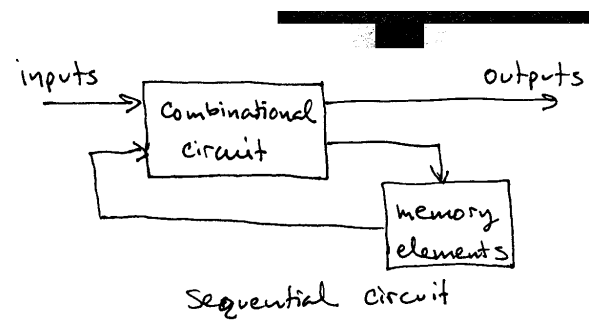 inputs
outputs
Combinational
circuit
memory
elements
Sequential circuit